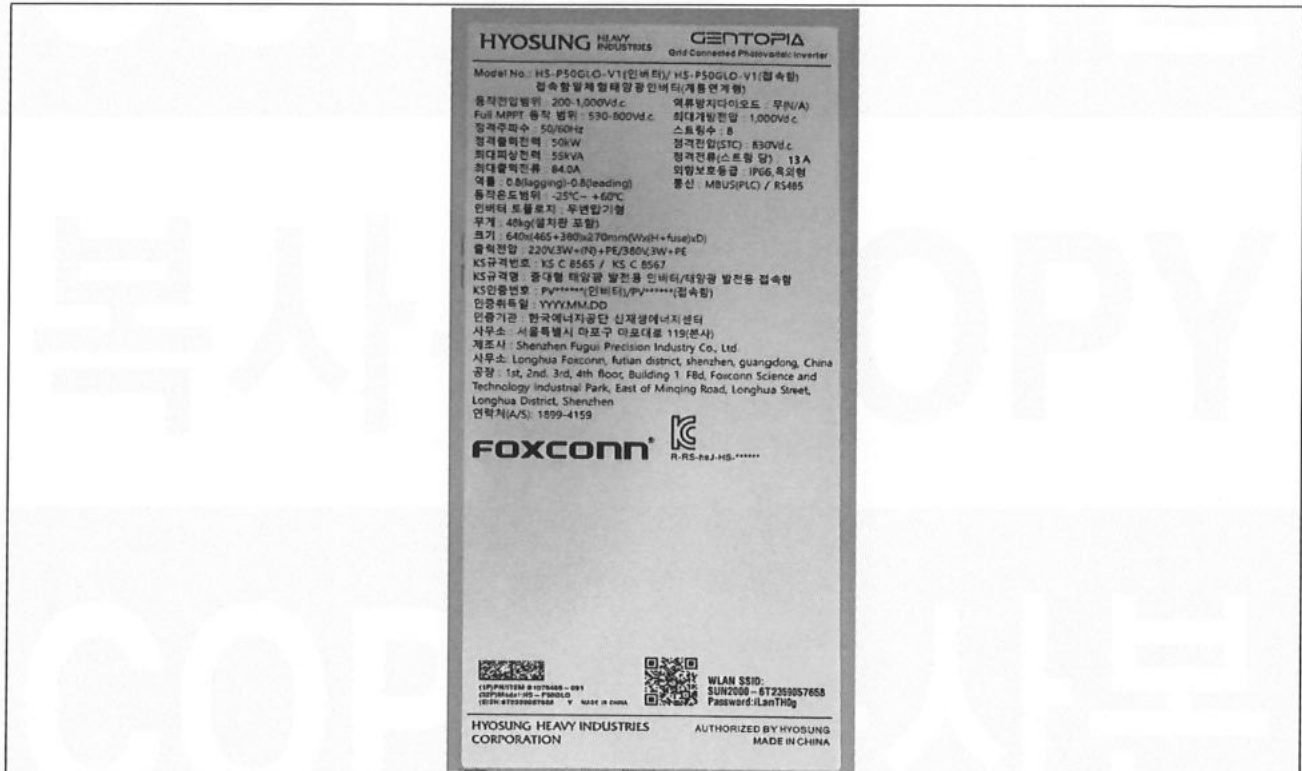 HYOSUNG HEAVY INDUSTRIES
GENTOPIA
Grid Connected Photovoltaic Inverter
Model No.: HS-P50GLO-V1(인버터)/ HS-P50GLO-V1(접속함)
접속함일체형태양광인버터(계통연계형)
동작전압범위 : 200-1,000Vd.c.
역류방지다이오드 : 무(N/A)
Full MPPT 동작 범위 : 530-800Vd.c.
최대개방전압 : 1,000Vd.c.
정격주파수 : 50/60Hz
스트링수 : 8
정격출력전력 : 50kW
정격전압(STC) : 830Vd.c.
최대피상전력 : 55kVA
정격전류(스트링 당) : 13 A
최대출력전류 : 84.0A
외함보호등급 : IP66,옥외형
역률 : 0.8(lagging)-0.8(leading)
통신 : MBUS(PLC) / RS485
동작온도범위 : -25℃~ +60℃
인버터 토폴로지 : 무변압기형
무게 : 48kg(설치판 포함)
크기 : 640x(465+380)x270mm(Wx(H+fuse)xD)
출력전압 : 220V,3W+(N)+PE/380V,3W+PE
KS규격번호 : KS C 8565 / KS C 8567
KS규격명 : 중대형 태양광 발전용 인버터/태양광 발전용 접속함
KS인증번호 : PV******(인버터)/PV******(접속함)
인증취득일 : YYYY.MM.DD
인증기관 : 한국에너지공단 신재생에너지센터
사무소 : 서울특별시 마포구 마포대로 119(본사)
제조사 : Shenzhen Fugui Precision Industry Co., Ltd
사무소: Longhua Foxconn, futian district, shenzhen, guangdong, China
공장 : 1st, 2nd, 3rd, 4th floor, Building 1 FBd, Foxconn Science and
Technology Industrial Park, East of Minqing Road, Longhua Street,
Longhua District, Shenzhen
연락처(A/S): 1899-4159
FOXCONN®
R-RS-hsJ-HS-******
MADE IN CHINA
WLAN SSID:
SUN2000-6T2359057658
Password:iLanTH0g
HYOSUNG HEAVY INDUSTRIES
CORPORATION
AUTHORIZED BY HYOSUNG
MADE IN CHINA
복사
COPY
COP
사본